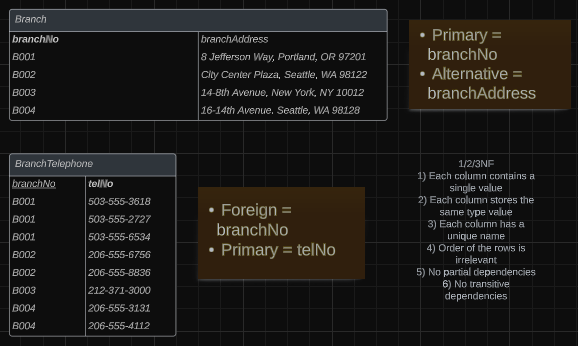 Branch
branchNo branchAddress
B001 8 Jefferson Way, Portland, OR 97201
B002 City Center Plaza, Seattle, WA 98122
B003 14-8th Avenue, New York, NY 10012
B004 16-14th Avenue. Seattle, WA 98128
• Primary =
branchNo
• Alternative =
branchAddress
BranchTelephone
branchNo telNo
B001 503-555-3618
B001 503-555-2727
B001 503-555-6534
B002 206-555-6756
B002 206-555-8836
B003 212-371-3000
B004 206-555-3131
B004 206-555-4112
• Foreign =
branchNo
• Primary = telNo
1/2/3NF
1) Each column contains a
single value
2) Each column stores the
same type value
3) Each column has a
unique name
4) Order of the rows is
irrelevant
5) No partial dependencies
6) No transitive
dependencies